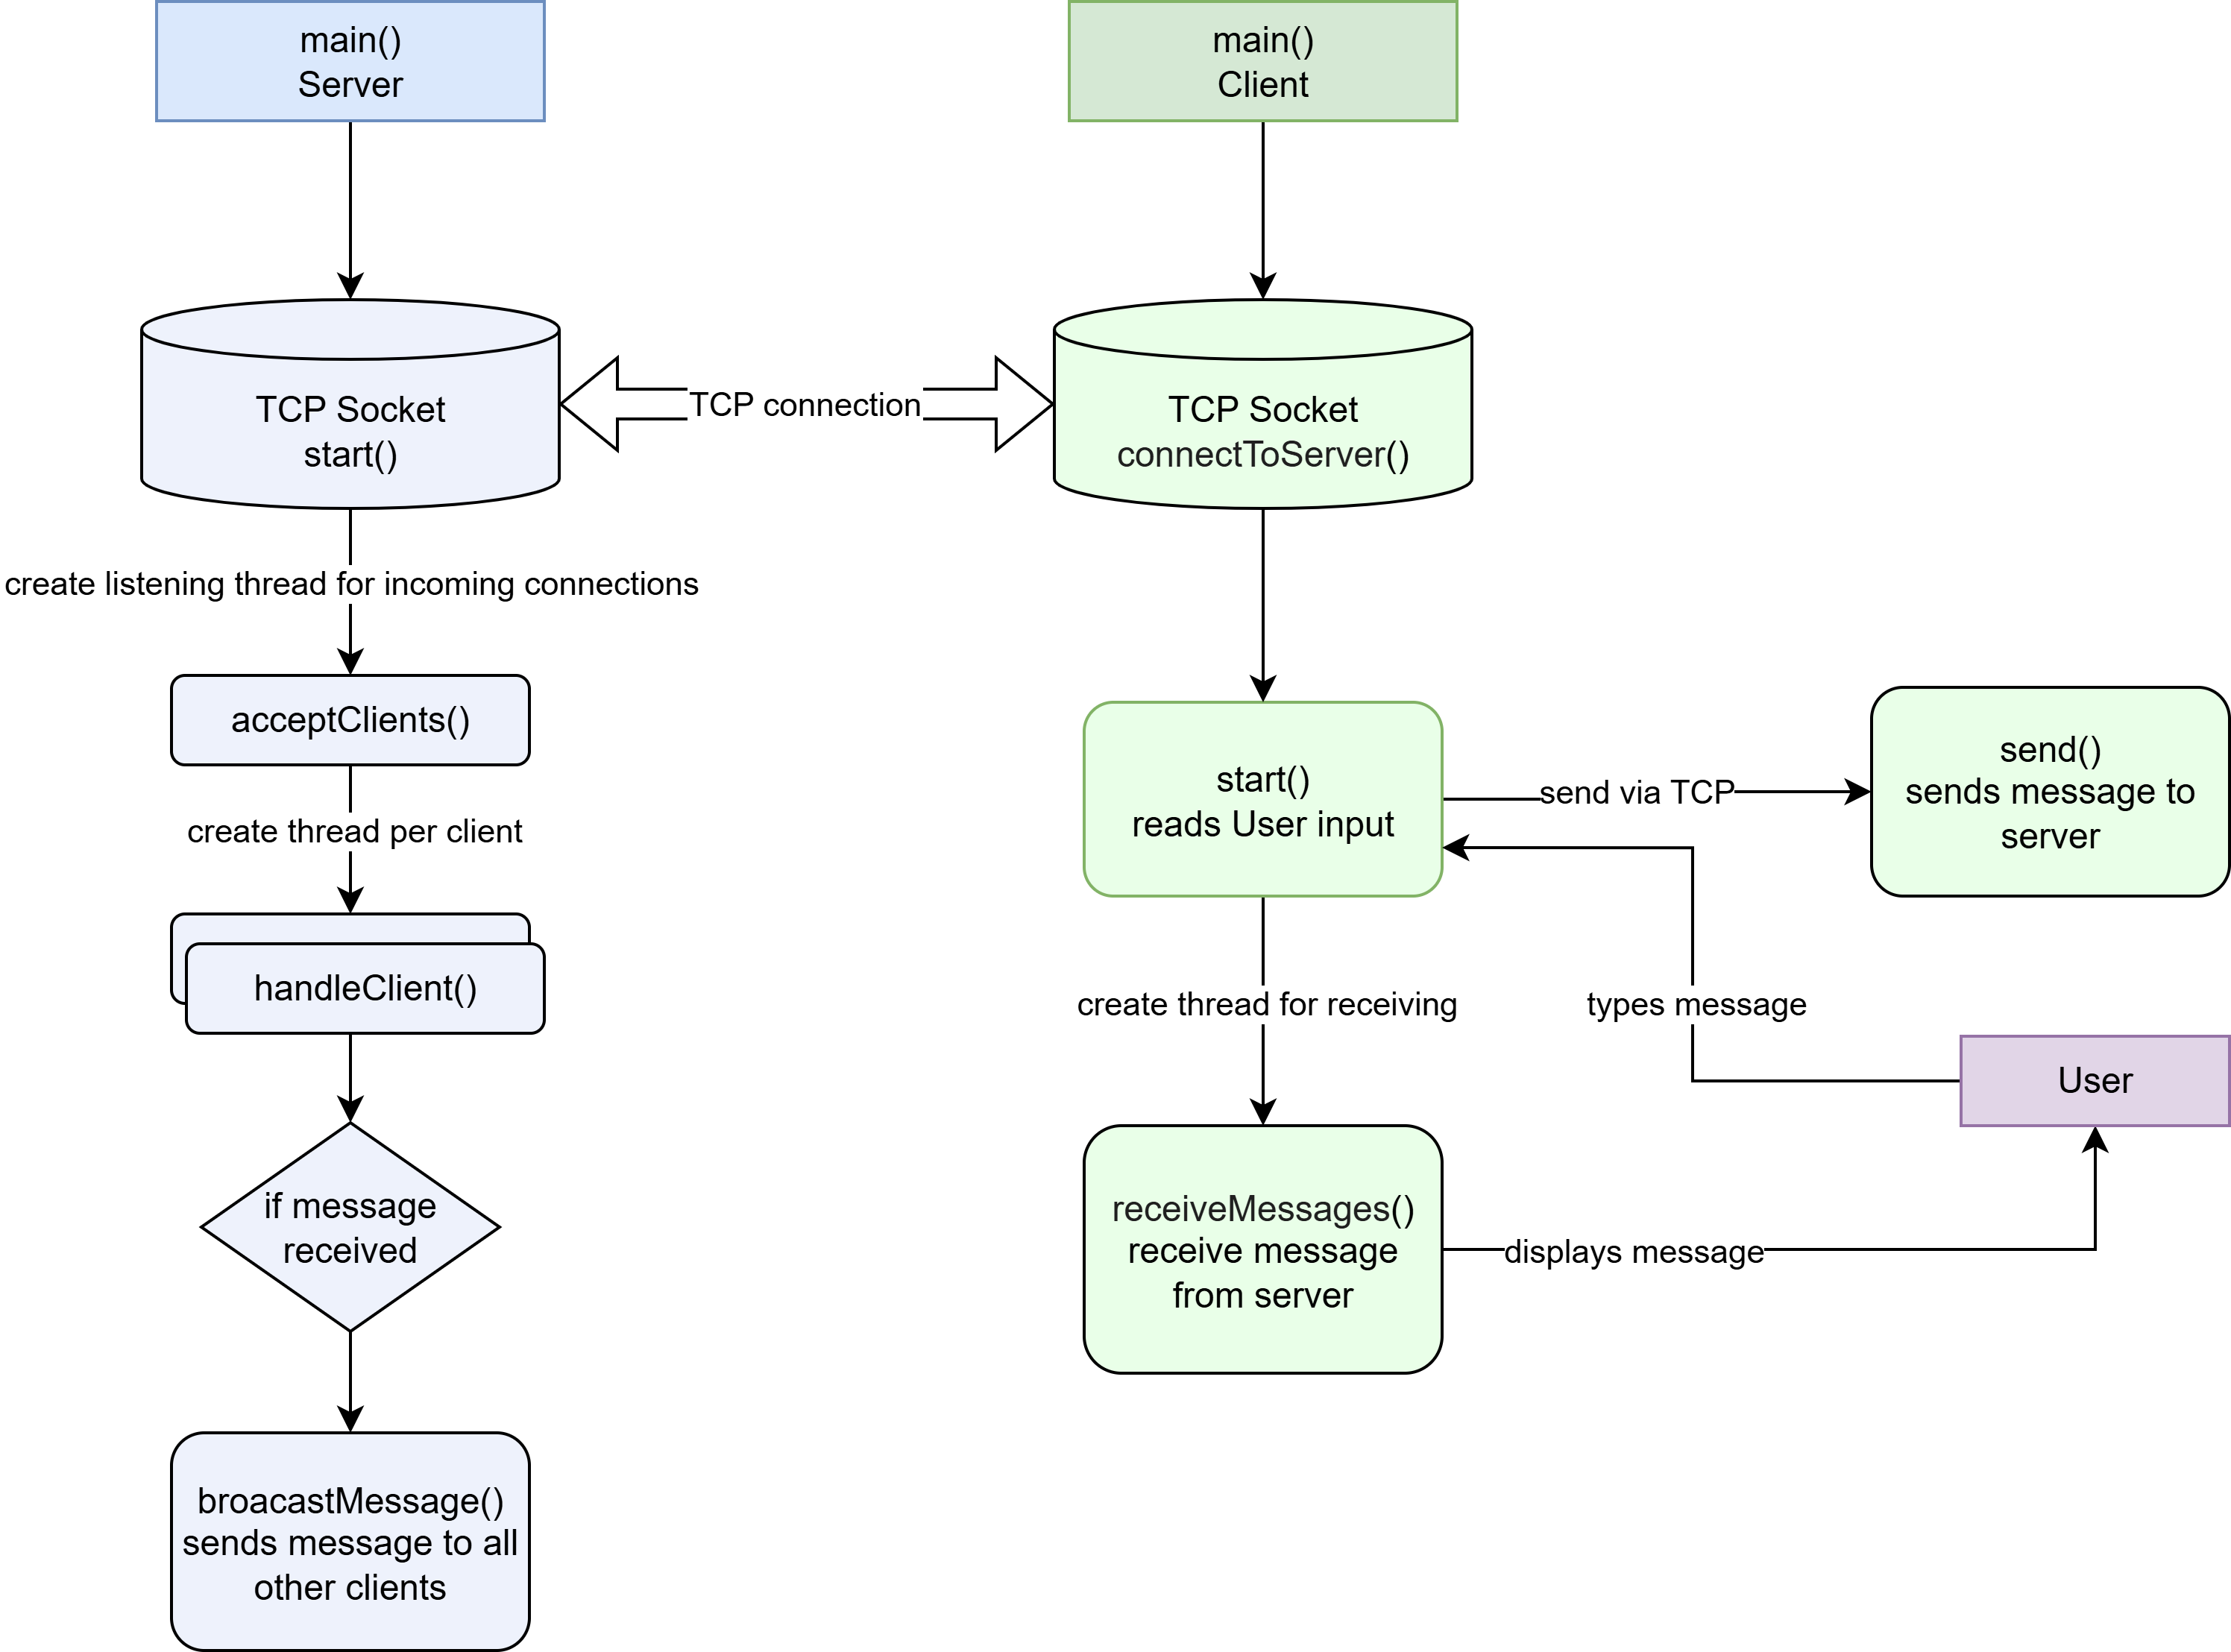 main()
Server
main()
Client
TCP Socket
start()
TCP connection
TCP Socket
connectToServer()
create listening thread for incoming connections
acceptClients()
create thread per client
handleClient()
if message
received
broacastMessage()
sends message to all
other clients
start()
reads User input
send via TCP
send()
sends message to
server
create thread for receiving
types message
User
receiveMessages()
receive message
from server
displays message